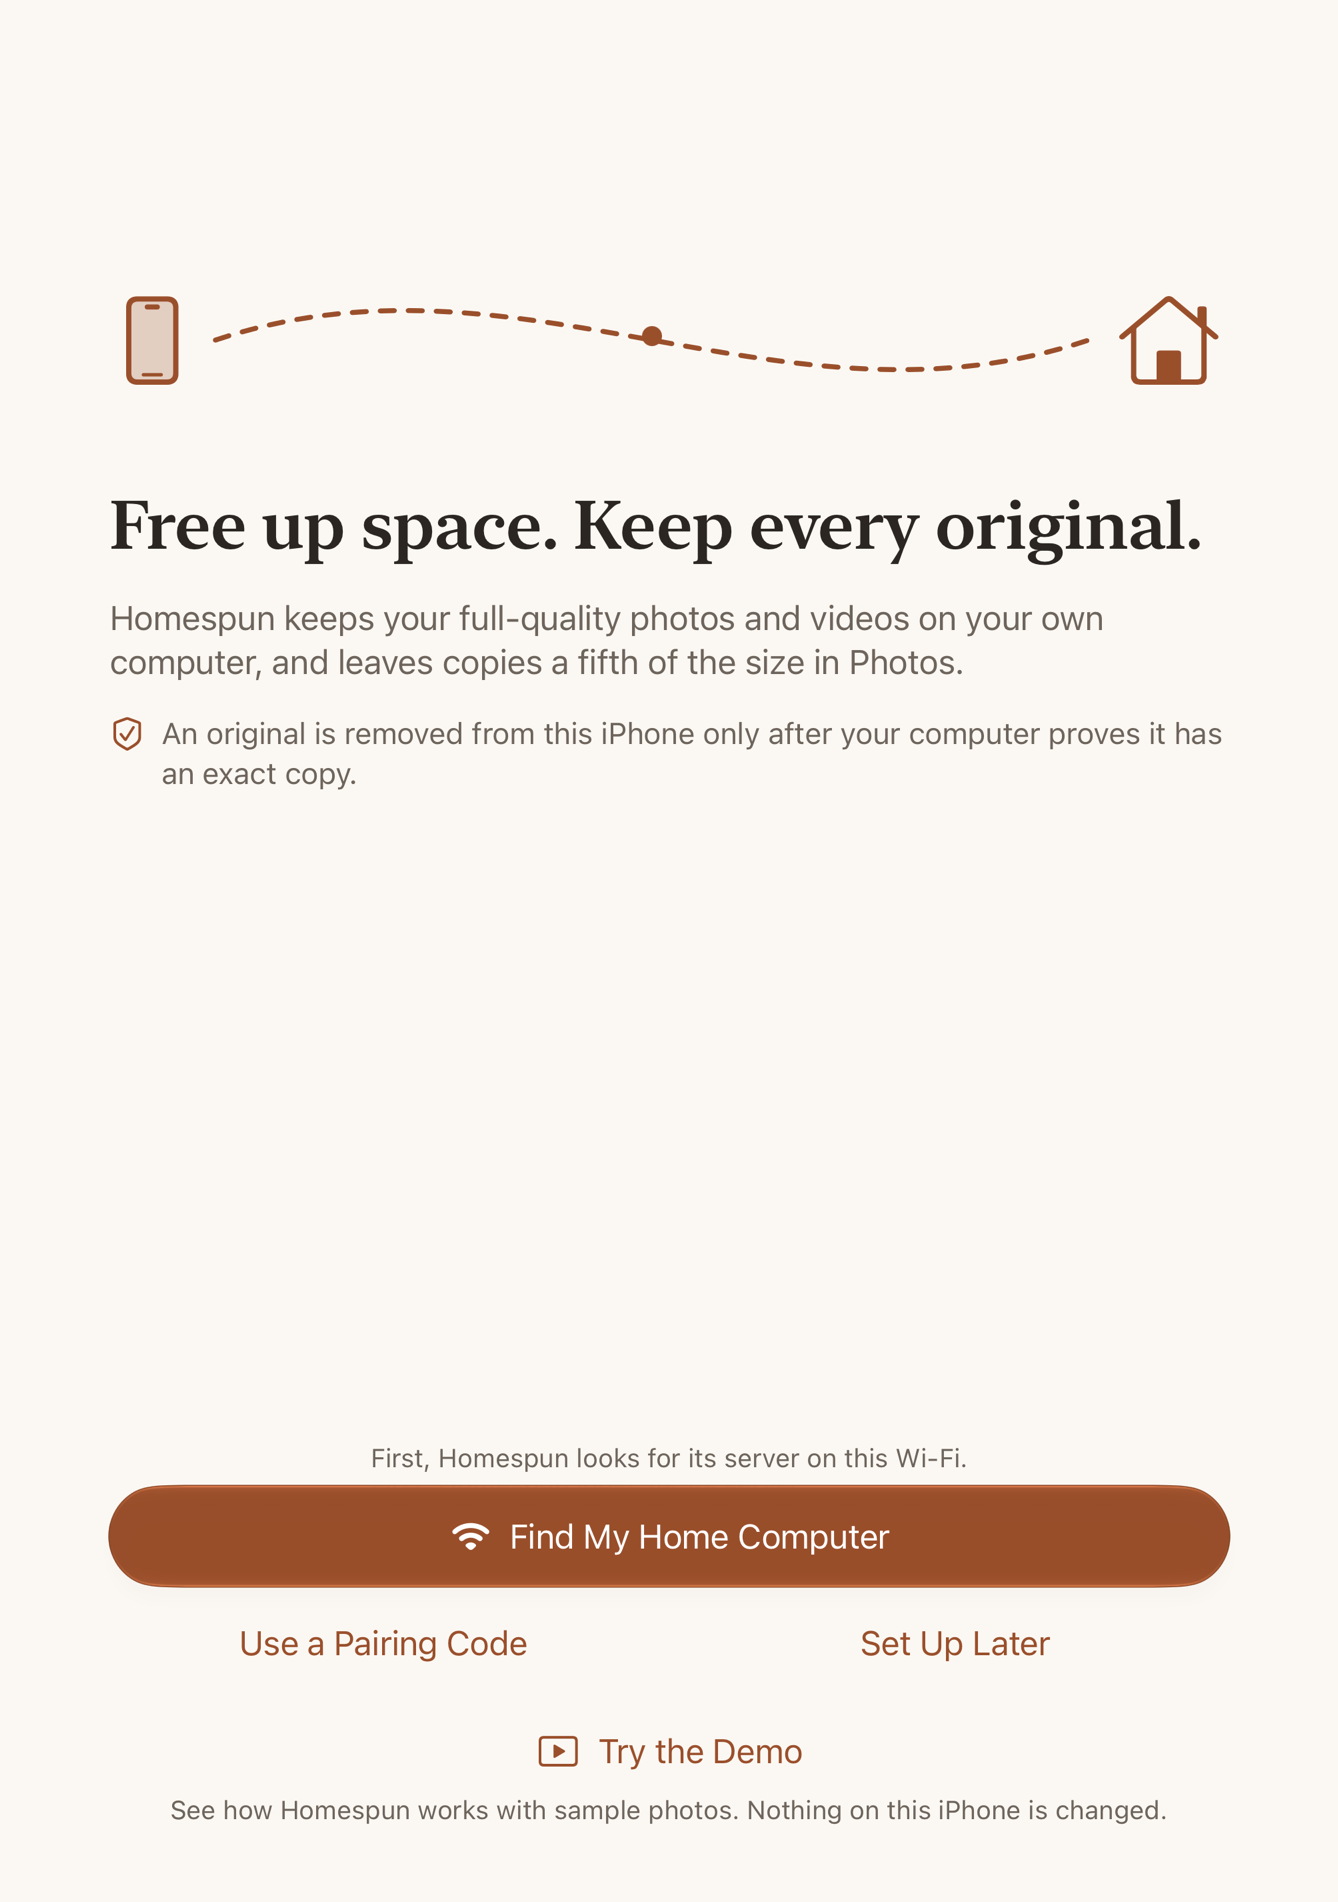 Free up space. Keep every original.
Homespun keeps your full-quality photos and videos on your own
computer, and leaves copies a fifth of the size in Photos.
An original is removed from this iPhone only after your computer proves it has
an exact copy.
First, Homespun looks for its server on this Wi-Fi.
Find My Home Computer
Use a Pairing Code
Set Up Later
Try the Demo
See how Homespun works with sample photos. Nothing on this iPhone is changed.